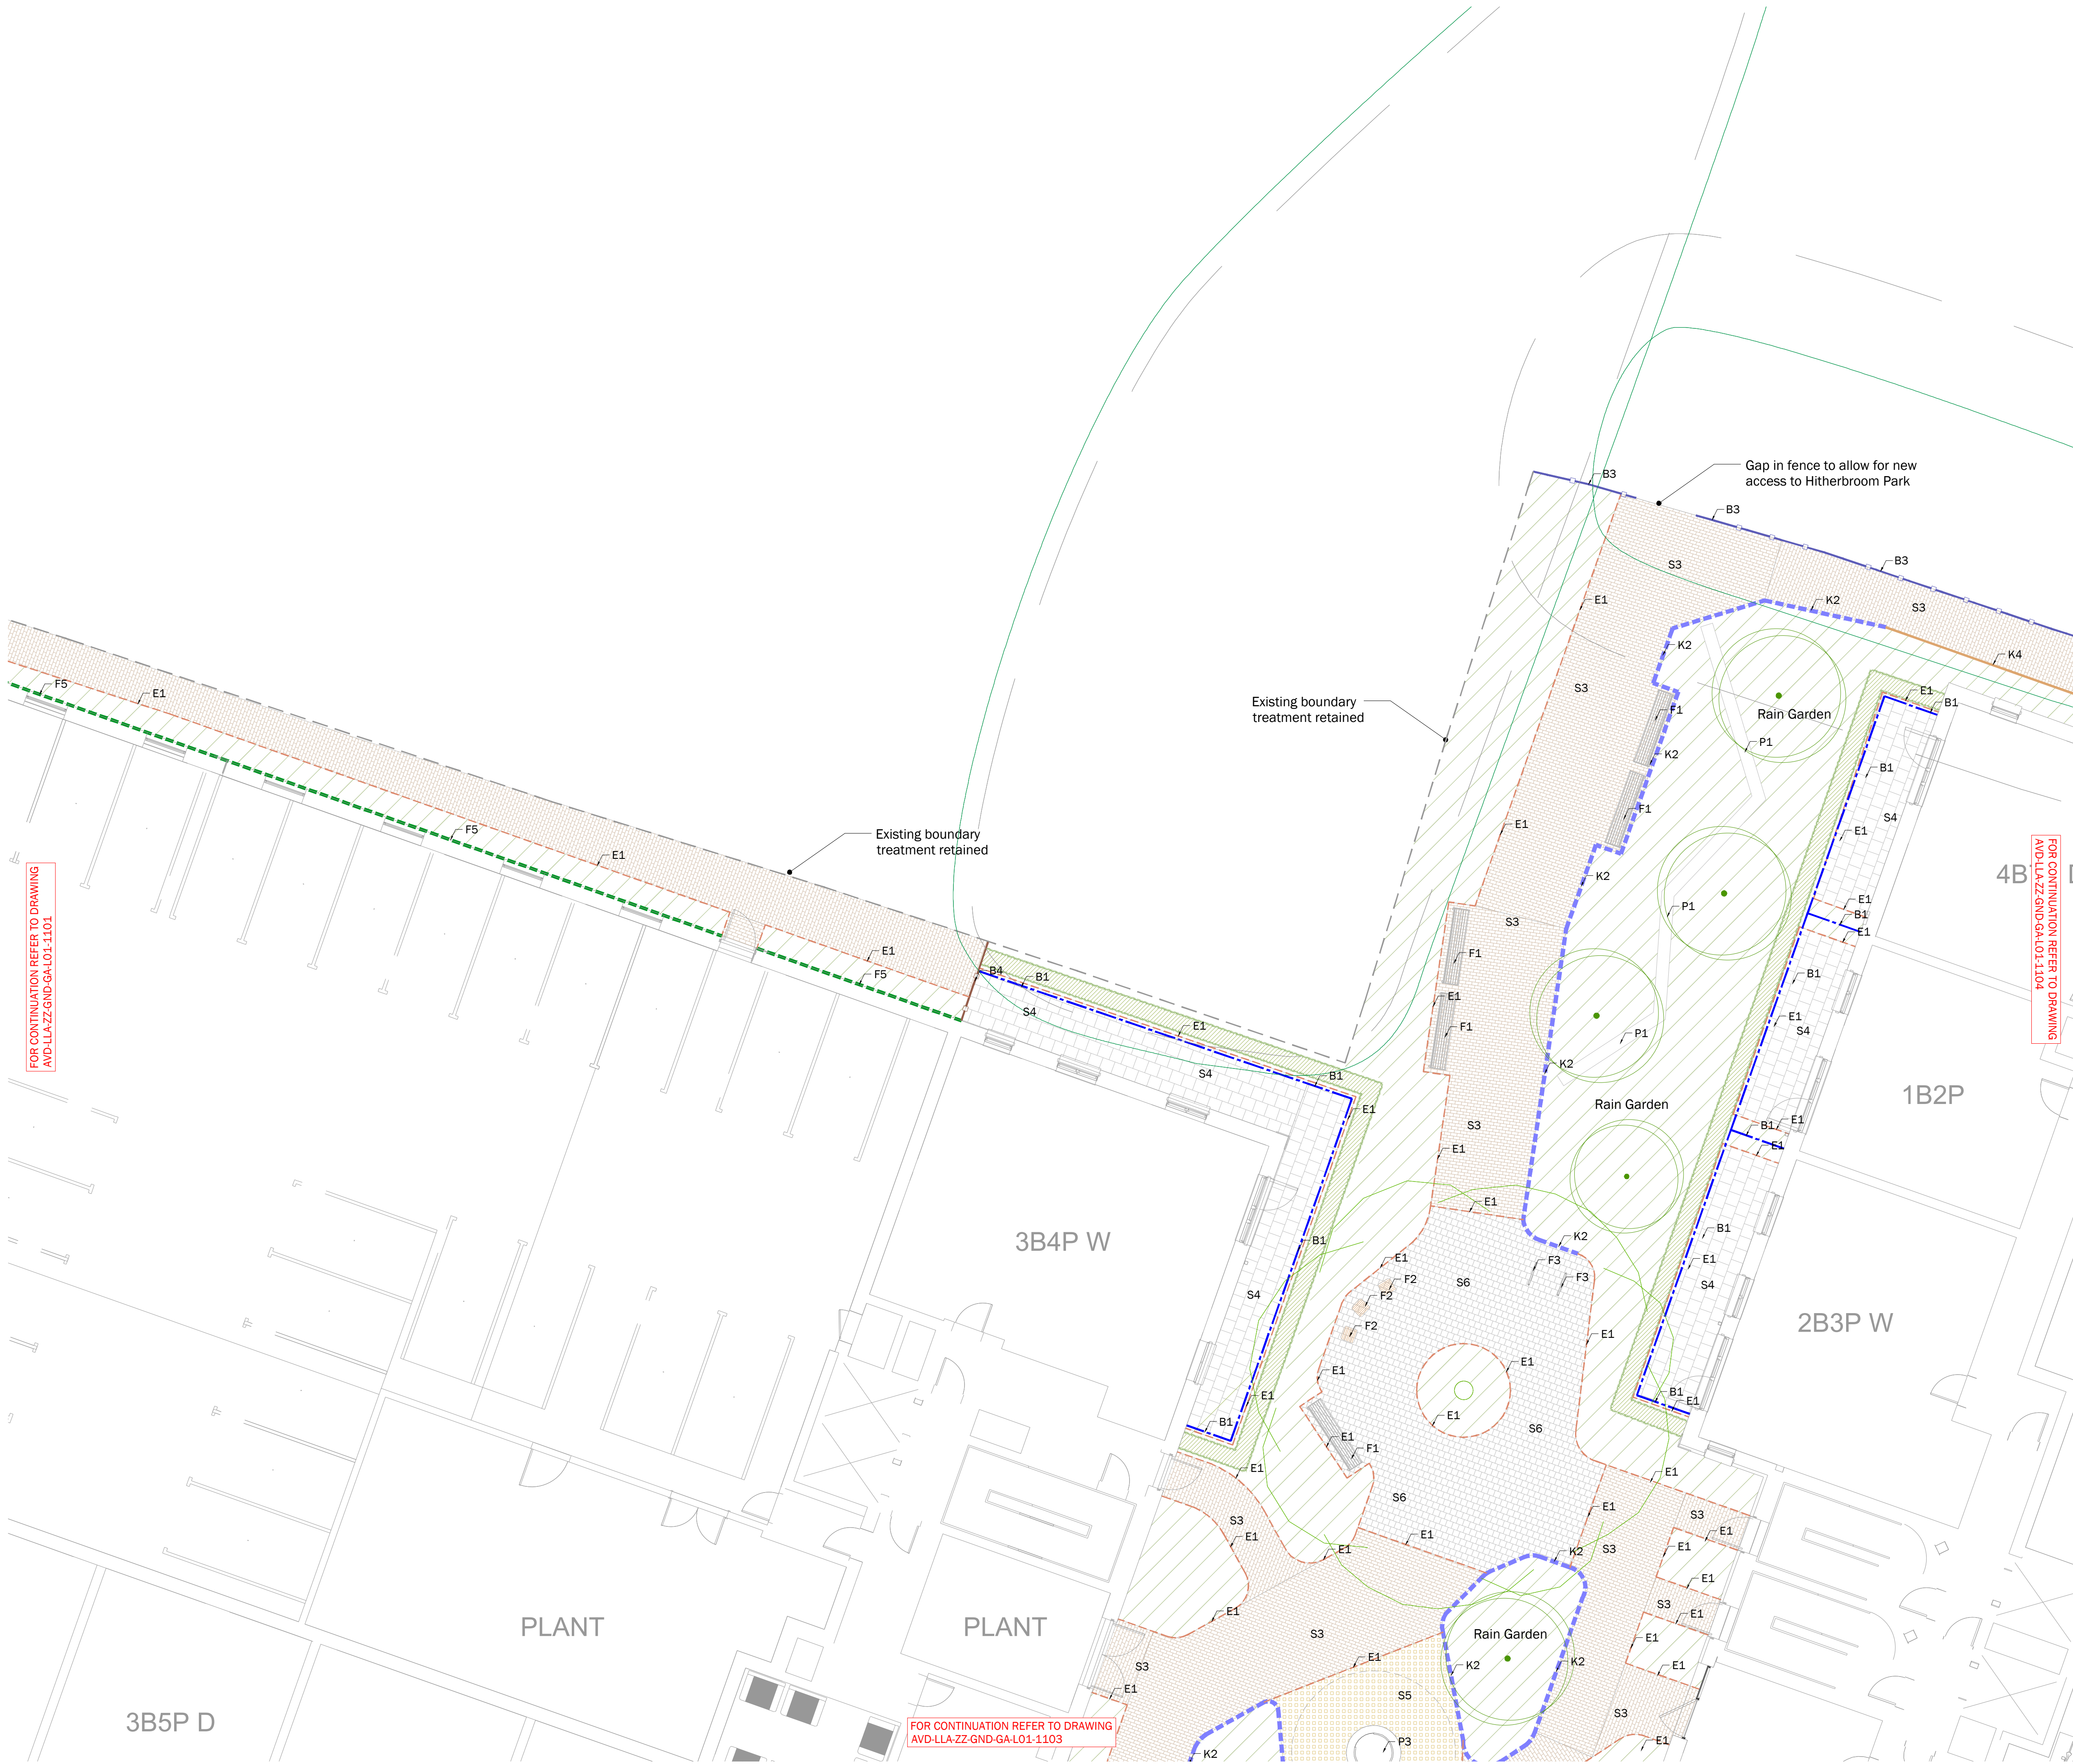 B3
Gap in fence to allow for new
access to Hitherbroom Park
B3
B3
S3
E1
K2
S3
K2
K4
F5
E1
S3
E1
B1
Existing boundary
treatment retained
F1
Rain Garden
P1
K2
B1
F1
S4
E1
F5
Existing boundary
treatment retained
E1
K2
4B
FOR CONTINUATION REFER TO DRAWING
AVD-LLA-ZZ-GND-GA-L01-1101
FOR CONTINUATION REFER TO DRAWING
AVD-LLA-ZZ-GND-GA-L01-1104
E1
P1
B1
S3
E1
E1
F1
F5
B4
B1
B1
E1
S4
E1
E1
F1
P1
S4
K2
S4
B1
1B2P
Rain Garden
E1
S3
E1
B1
E1
E1
E1
B1
3B4P W
B1
K2
E1
F3
E1
F2
S6
F3
S4
S4
F2
2B3P W
F2
E1
E1
E1
E1
B1
E1
E1
B1
S6
E1
F1
E1
E1
S6
E1
S3
S3
E1
E1
E1
E1
K2
S3
E1
E1
S3
E1
E1
PLANT
PLANT
S3
Rain Garden
E1
S3
E1
K2
K2
E1
E1
S5
S3
3B5P D
FOR CONTINUATION REFER TO DRAWING
AVD-LLA-ZZ-GND-GA-L01-1103
P3
E1
K2